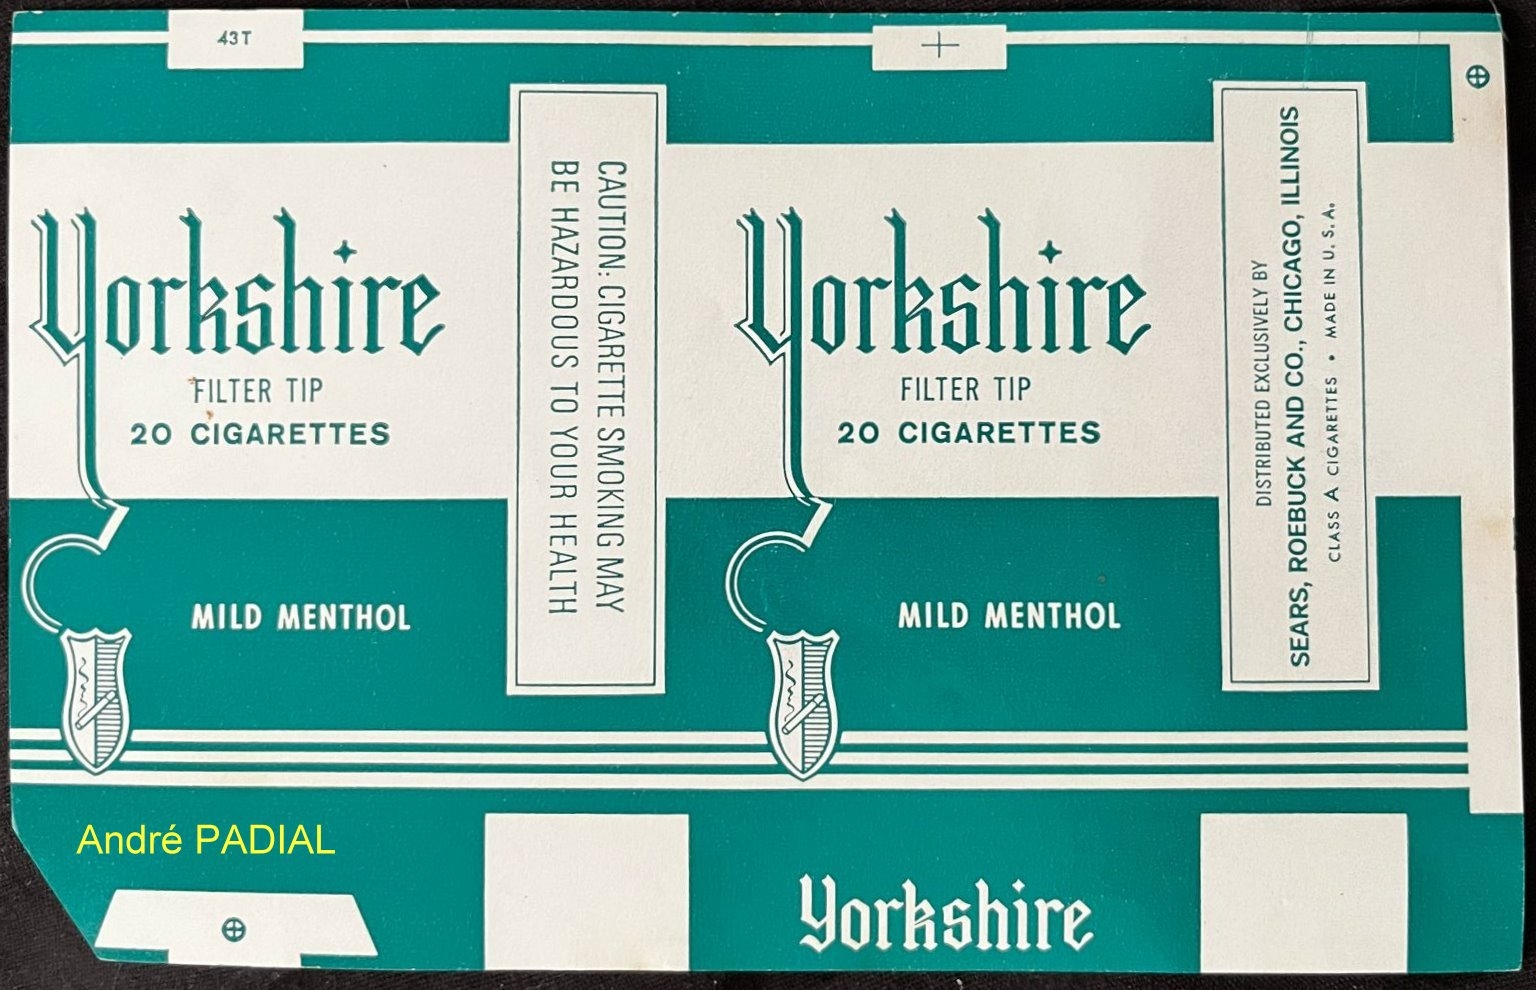 43T
Yorkshire
FILTER TIP
20 CIGARETTES
MILD MENTHOL
CAUTION: CIGARETTE SMOKING MAY
BE HAZARDOUS TO YOUR HEALTH
Yorkshire
FILTER TIP
20 CIGARETTES
MILD MENTHOL
DISTRIBUTED EXCLUSIVELY BY
SEARS, ROEBUCK AND CO., CHICAGO, ILLINOIS
CLASS A CIGARETTES • MADE IN U. S. A.
André PADIAL
Yorkshire